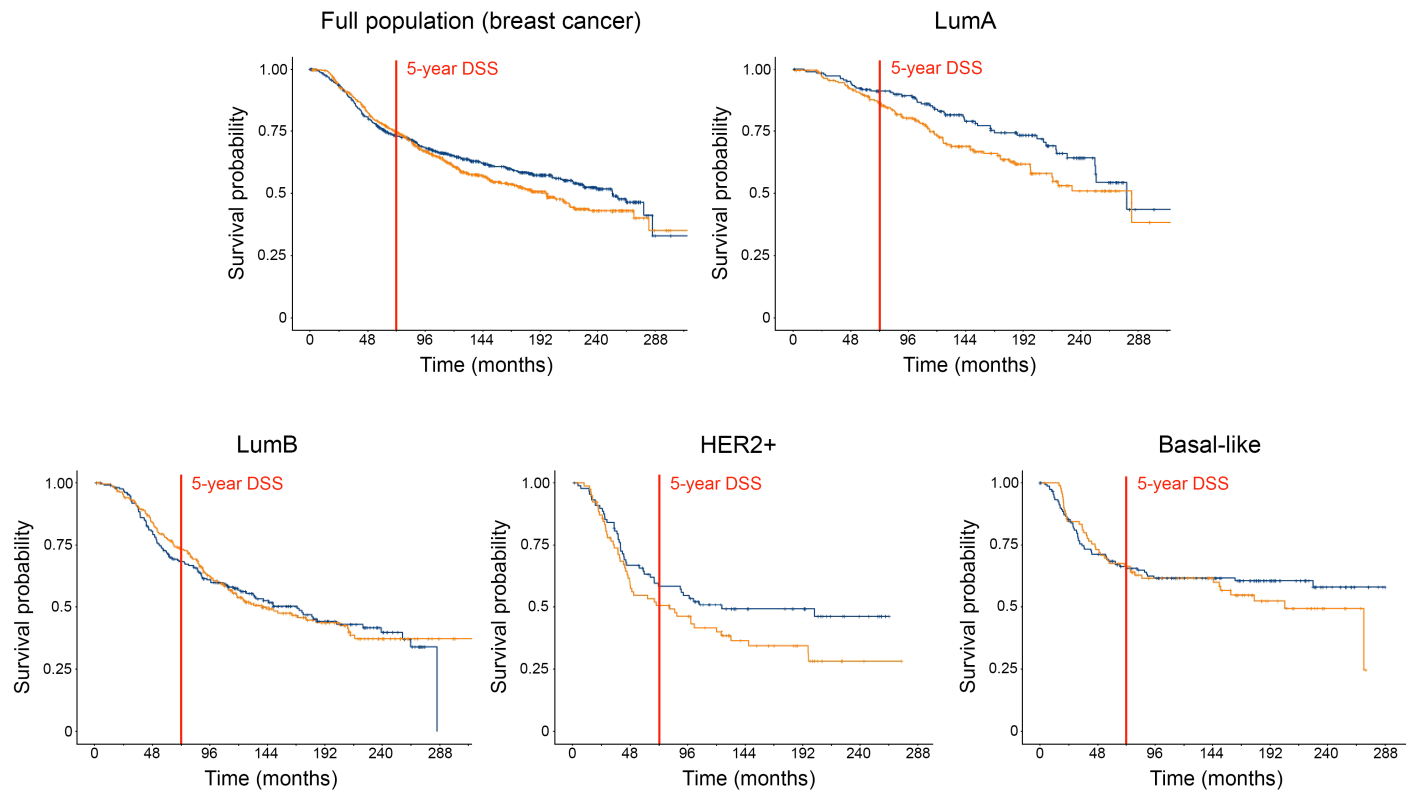 Full population (breast cancer)
5-year DSS
Survival probability
1.00
0.75
0.5
0.25
0
0 48 96 144 192 240 288
Time (months)
LumA
5-year DSS
Survival probability
1.00
0.75
0.5
0.25
0
0 48 96 144 192 240 288
Time (months)
LumB
5-year DSS
Survival probability
1.00
0.75
0.5
0.25
0
0 48 96 144 192 240 288
Time (months)
HER2+
5-year DSS
Survival probability
1.00
0.75
0.5
0.25
0
0 48 96 144 192 240 288
Time (months)
Basal-like
5-year DSS
Survival probability
1.00
0.75
0.5
0.25
0
0 48 96 144 192 240 288
Time (months)